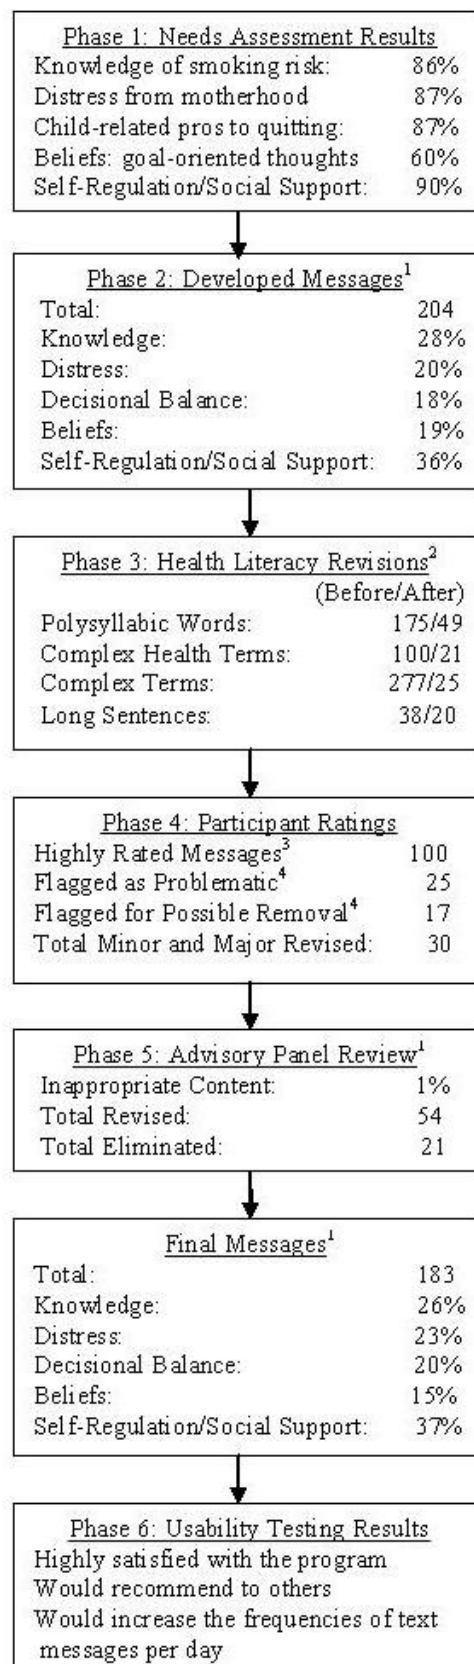 Phase 1: Needs Assessment Results
Knowledge of smoking risk: 86%
Distress from motherhood 87%
Child-related pros to quitting: 87%
Beliefs: goal-oriented thoughts 60%
Self-Regulation/Social Support: 90%
Phase 2: Developed Messages¹
Total: 204
Knowledge: 28%
Distress: 20%
Decisional Balance: 18%
Beliefs: 19%
Self-Regulation/Social Support: 36%
Phase 3: Health Literacy Revisions²
(Before/After)
Polysyllabic Words: 175/49
Complex Health Terms: 100/21
Complex Terms: 277/25
Long Sentences: 38/20
Phase 4: Participant Ratings
Highly Rated Messages³ 100
Flagged as Problematic⁴ 25
Flagged for Possible Removal⁴ 17
Total Minor and Major Revised: 30
Phase 5: Advisory Panel Review¹
Inappropriate Content: 1%
Total Revised: 54
Total Eliminated: 21
Final Messages¹
Total: 183
Knowledge: 26%
Distress: 23%
Decisional Balance: 20%
Beliefs: 15%
Self-Regulation/Social Support: 37%
Phase 6: Usability Testing Results
Highly satisfied with the program
Would recommend to others
Would increase the frequencies of text
messages per day